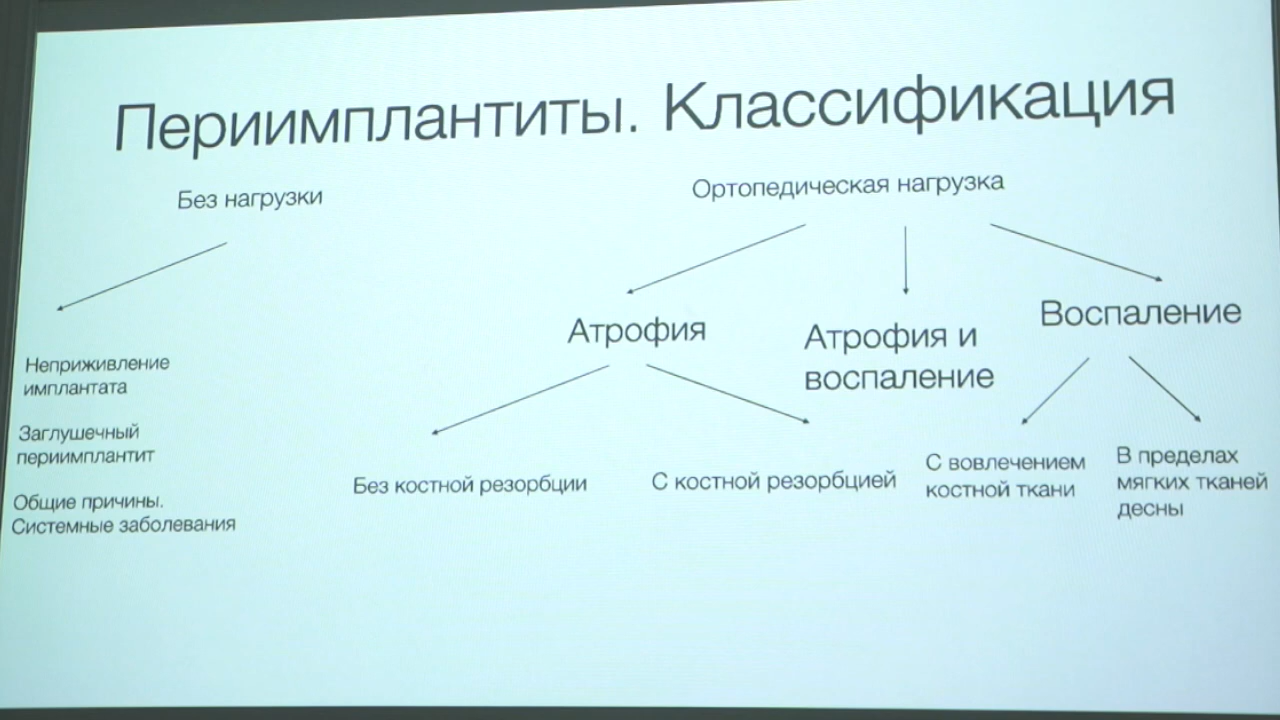 Периимплантиты. Классификация
Без нагрузки
Ортопедическая нагрузка
Неприживление
имплантата
Заглушечный
периимплантит
Общие причины.
Системные заболевания
Атрофия
Атрофия и
воспаление
Воспаление
Без костной резорбции
С костной резорбцией
С вовлечением
костной ткани
В пределах
мягких тканей
десны